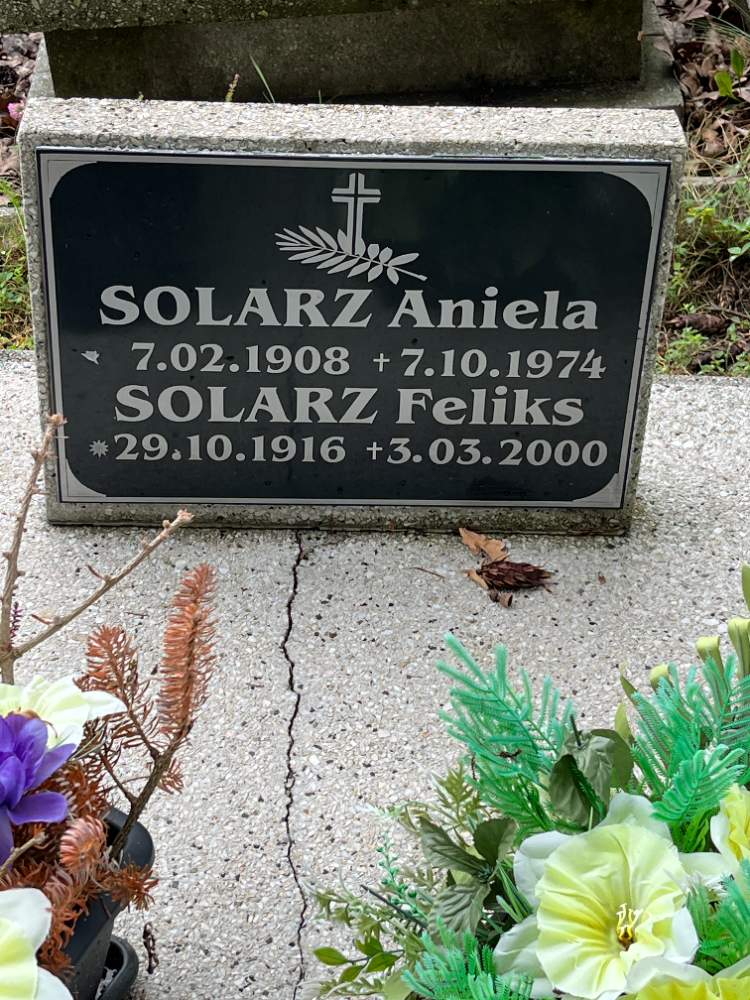 SOLARZ Aniela
7.02.1908 +7.10.1974
SOLARZ Feliks
*29.10.1916 +3.03.2000